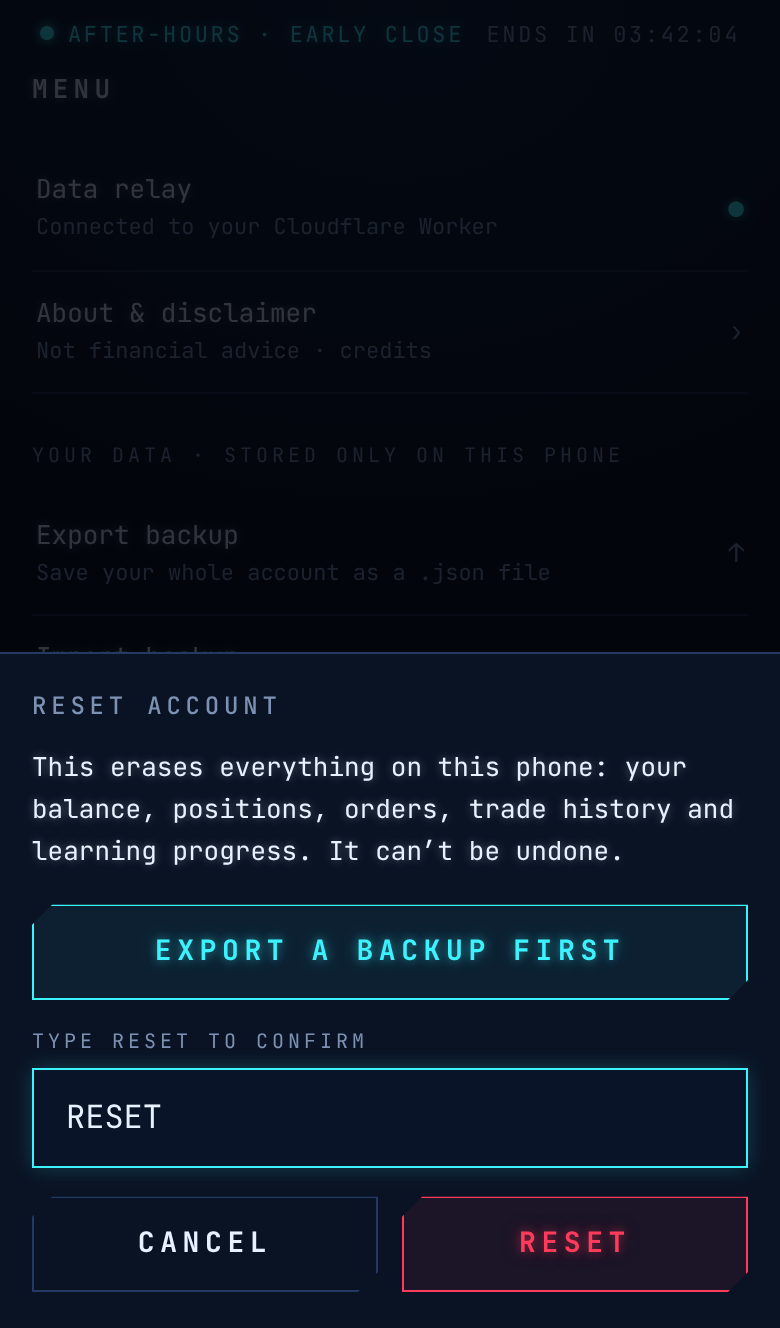 AFTER-HOURS · EARLY CLOSE ENDS IN 03:42:04
MENU
Data relay
Connected to your Cloudflare Worker
About & disclaimer
Not financial advice · credits
YOUR DATA · STORED ONLY ON THIS PHONE
Export backup
Save your whole account as a .json file
Import backup
RESET ACCOUNT
This erases everything on this phone: your
balance, positions, orders, trade history and
learning progress. It can’t be undone.
EXPORT A BACKUP FIRST
TYPE RESET TO CONFIRM
RESET
CANCEL RESET